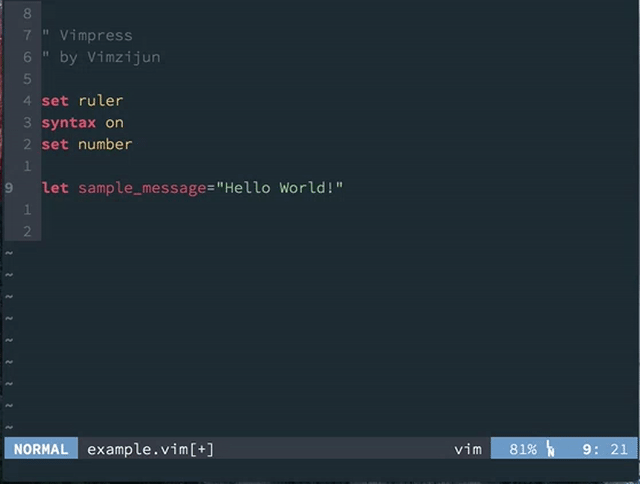 8
7 " Vimpress
6 " by Vimzijun
5
4 set ruler
3 syntax on
2 set number
1
9 let sample_message="Hello World!"
1
2
~
~
~
~
~
~
~
~
~
NORMAL example.vim[+] vim 81% LN 9: 21